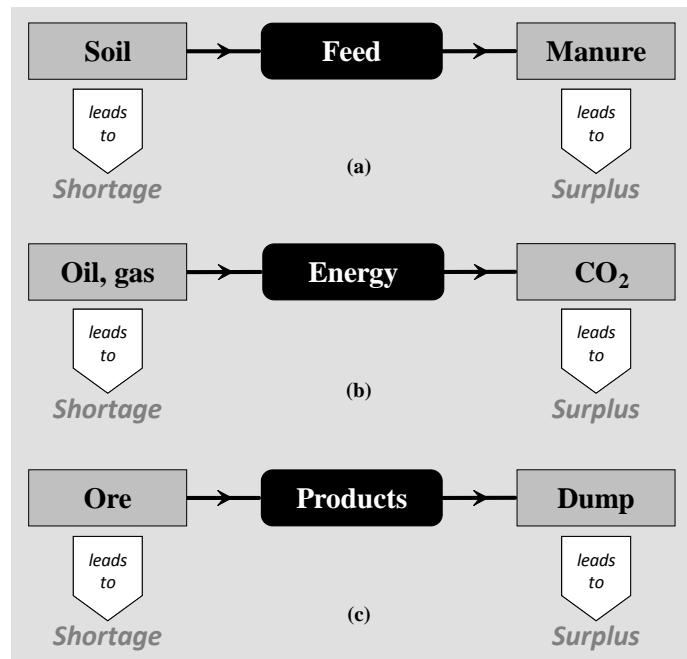 Soil Feed Manure
leads leads
to to
(a)
Shortage Surplus
Oil, gas Energy CO₂
leads leads
to to
(b)
Shortage Surplus
Ore Products Dump
leads leads
to to
(c)
Shortage Surplus